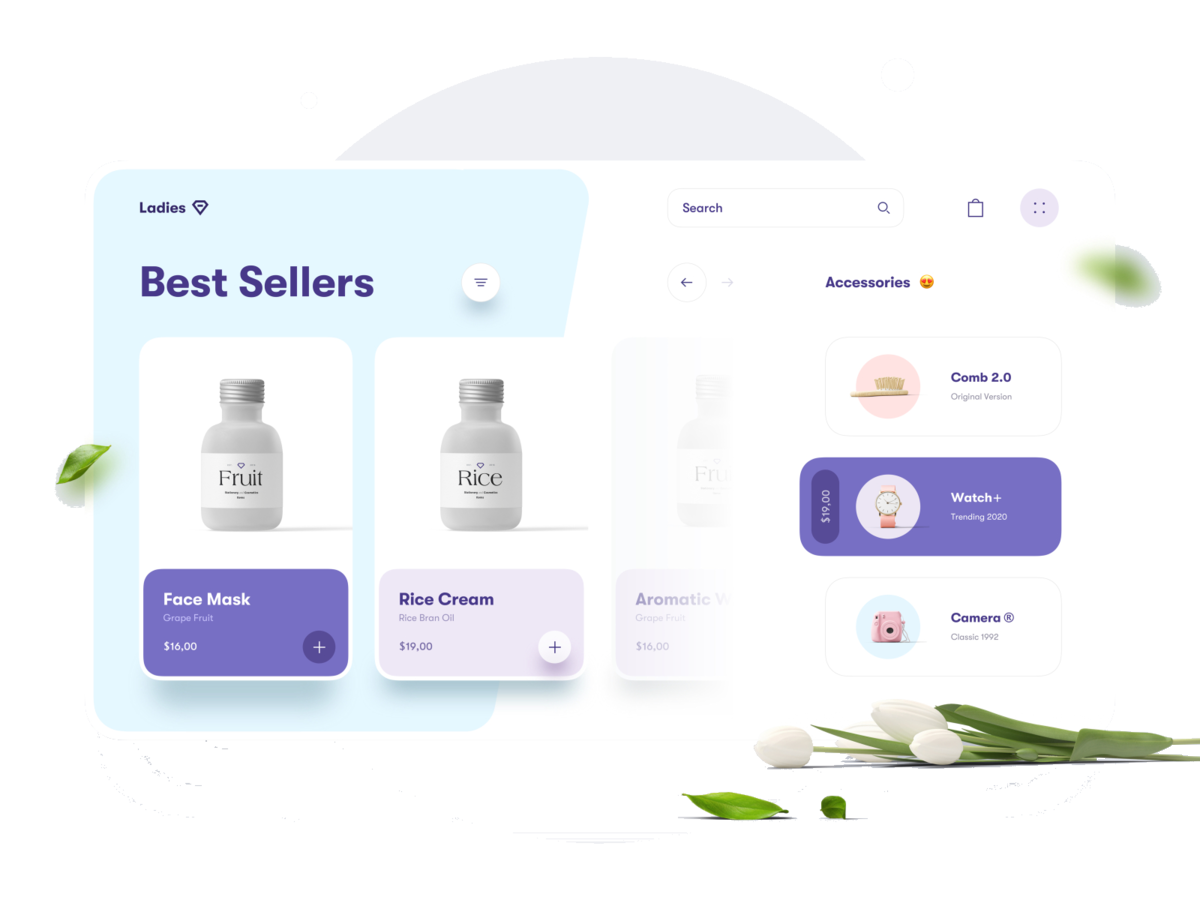 Ladies
Search
Best Sellers
Accessories 😍
Fruit
Rice
Fru
Face Mask
Grape Fruit
$16,00
Rice Cream
Rice Bran Oil
$19,00
Aromatic W
Grape Fruit
$16,00
Comb 2.0
Original Version
$19,00
Watch+
Trending 2020
Camera ®
Classic 1992